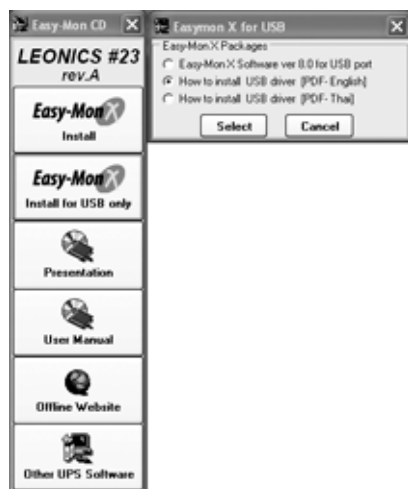 Easy-Mon CD
LEONICS #23
rev.A
Easy-Mon X
Install
Easy-Mon X
Install for USB only
Presentation
User Manual
Offline Website
Other UPS Software
Easymon X for USB
Easy-Mon X Packages
Easy-Mon X Software ver 8.0 for USB port
How to install USB driver [PDF- English]
How to install USB driver [PDF- Thai]
Select
Cancel